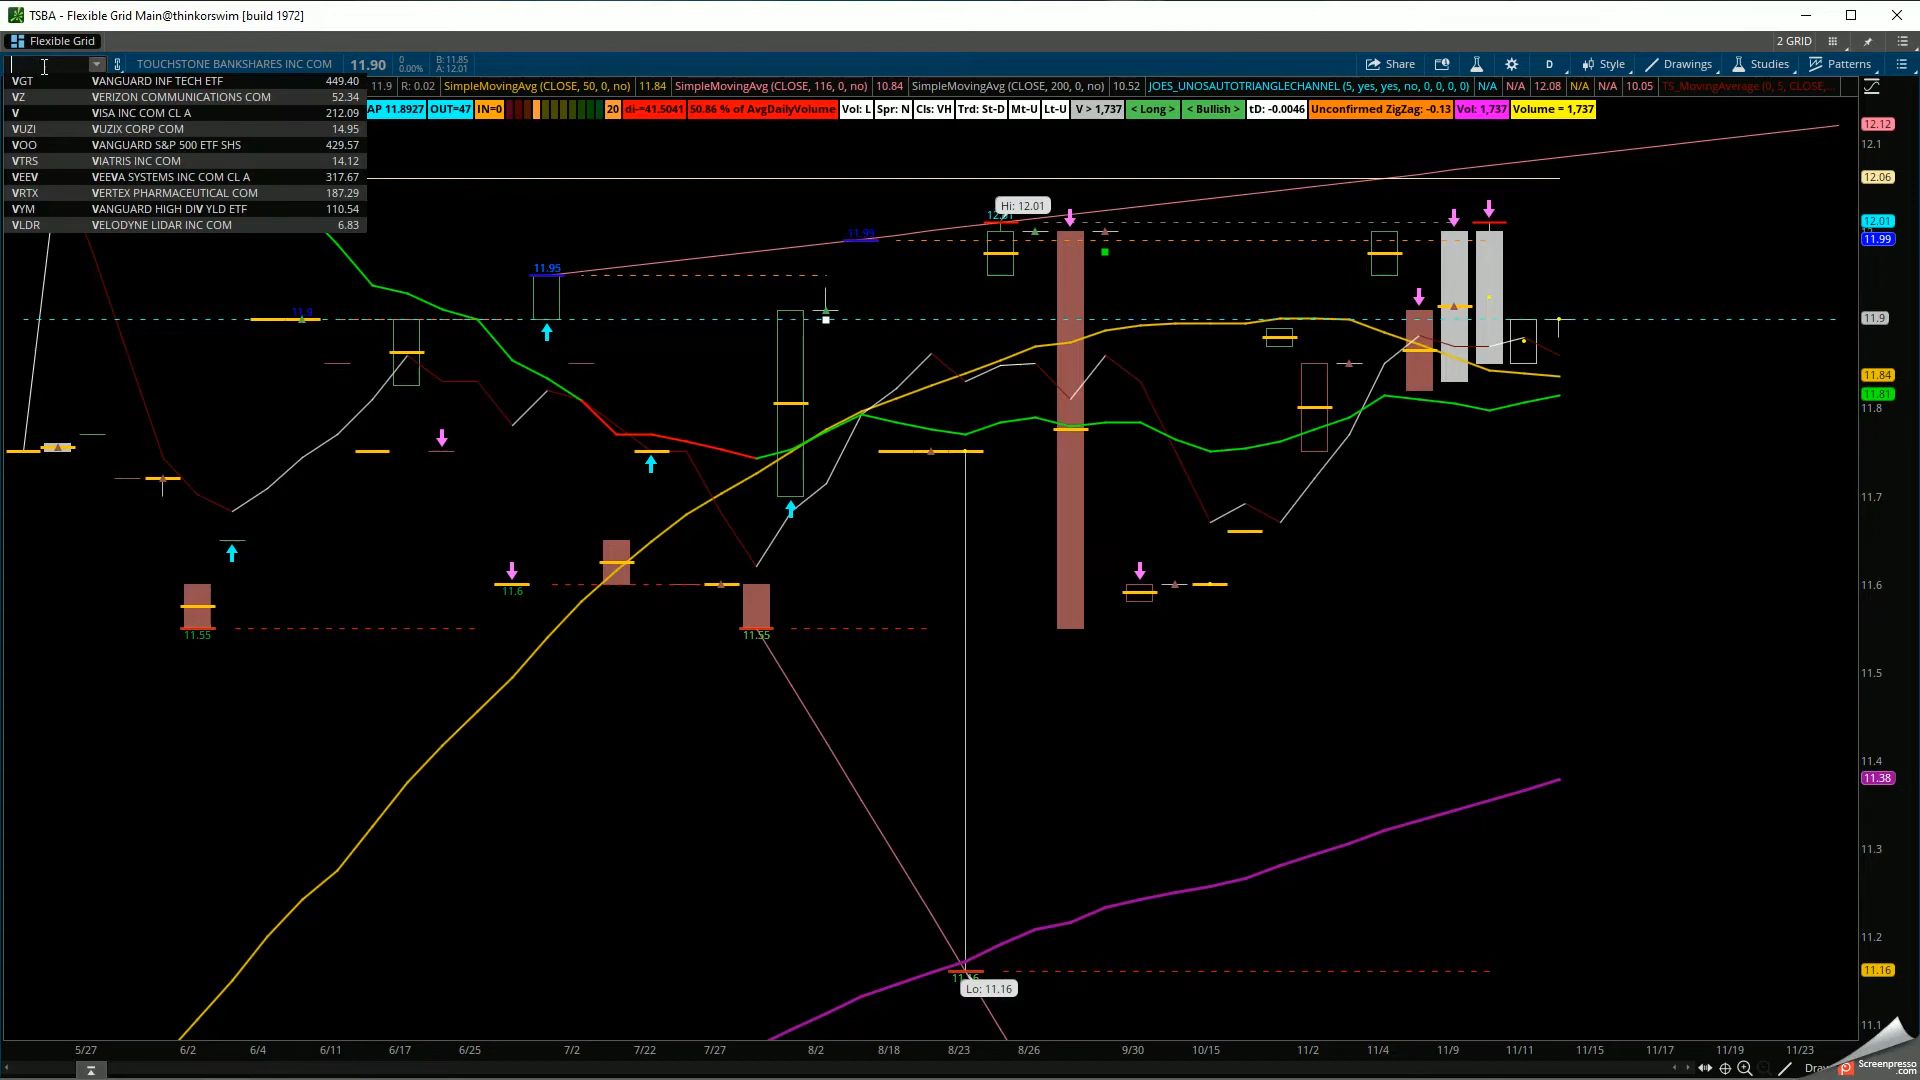 TSBA - Flexible Grid Main@thinkorswim [build 1972]
Flexible Grid
2 GRID
TOUCHSTONE BANKSHARES INC COM 11.90 0 0.00% B: 11.85 A: 12.01
Share D Style Drawings Studies Patterns
VGT VANGUARD INF TECH ETF 449.40
VZ VERIZON COMMUNICATIONS COM 52.34
V VISA INC COM CL A 212.09
VUZI VUZIX CORP COM 14.95
VOO VANGUARD S&P 500 ETF SHS 429.57
VTRS VIATRIS INC COM 14.12
VEEV VEEVA SYSTEMS INC COM CL A 317.67
VRTX VERTEX PHARMACEUTICAL COM 187.29
VYM VANGUARD HIGH DIV YLD ETF 110.54
VLDR VELODYNE LIDAR INC COM 6.83
11.9 R: 0.02 SimpleMovingAvg (CLOSE, 50, 0, no) 11.84 SimpleMovingAvg (CLOSE, 116, 0, no) 10.84 SimpleMovingAvg (CLOSE, 200, 0, no) 10.52 JOES_UNOSAUTOTRIANGLECHANNEL (5, yes, yes, no, 0, 0, 0, 0) N/A N/A 12.08 N/A N/A 10.05 TS_MovingAverage (0, 5, CLOSE,...
AP 11.8927 OUT=47 IN=0 20 di-=41.5041 50.86 % of AvgDailyVolume Vol: L Spr: N Cls: VH Trd: St-D Mt-U Lt-U V > 1,737 < Long > < Bullish > tD: -0.0046 Unconfirmed ZigZag: -0.13 Vol: 1,737 Volume = 1,737
12.12
12.1
12.06
Hi: 12.01
12.01
11.99
11.99
11.95
11.9
11.9
11.84
11.81
11.8
11.7
11.6
11.6
11.55
11.55
11.5
11.4
11.38
11.3
11.2
11.16
Lo: 11.16
11.1
5/27 6/2 6/4 6/11 6/17 6/25 7/2 7/22 7/27 8/2 8/18 8/23 8/26 9/30 10/15 11/2 11/4 11/9 11/11 11/15 11/17 11/19 11/23
Screenpresso
.com